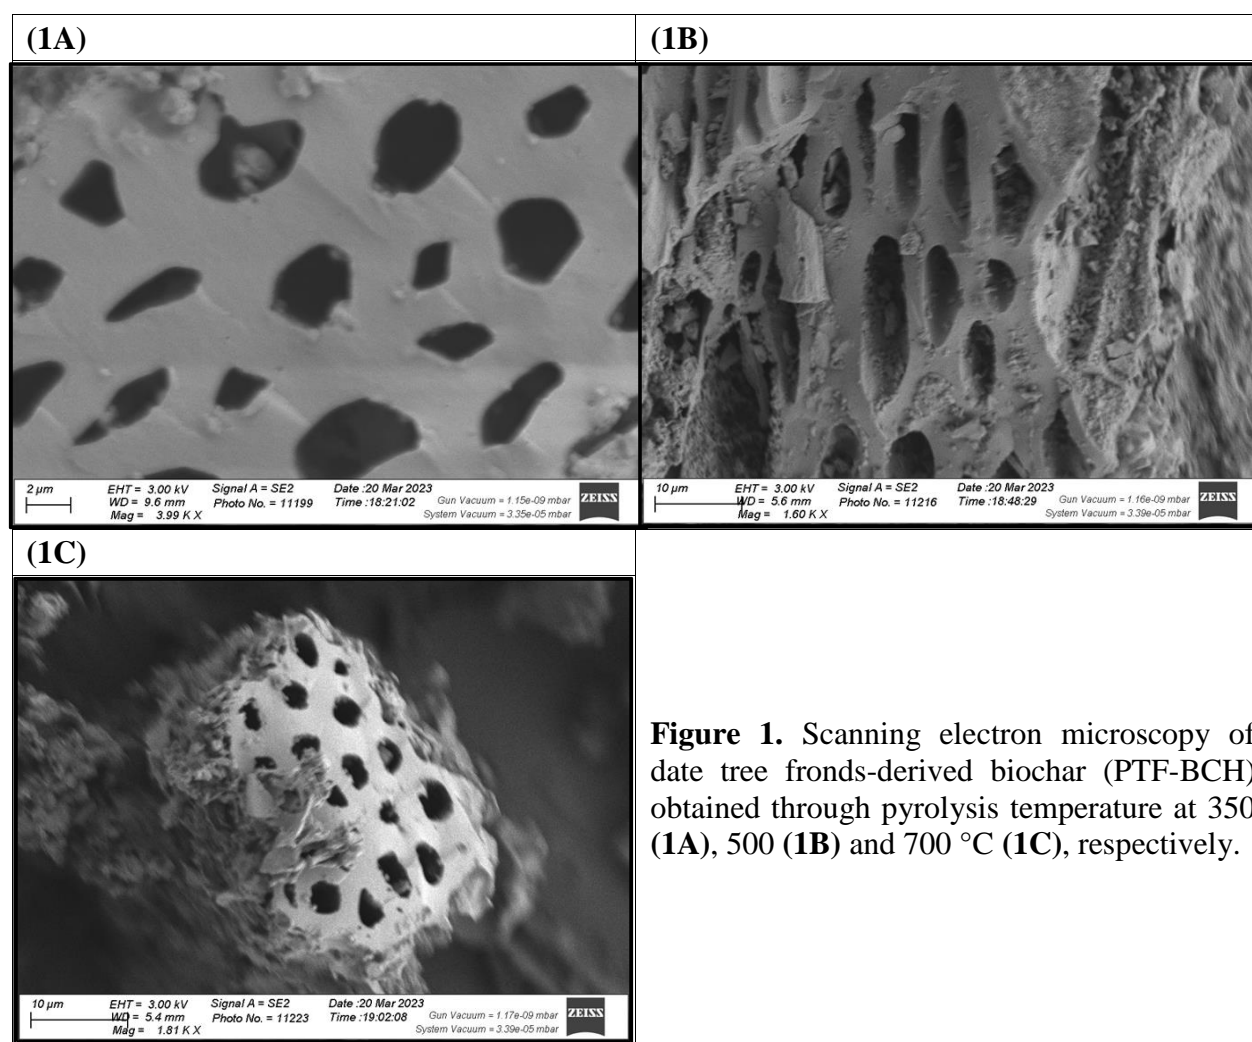 (1A)
(1B)
2 µm
EHT = 3.00 kV
WD = 9.6 mm
Mag = 3.99 K X
Signal A = SE2
Photo No. = 11199
Date :20 Mar 2023
Time :18:21:02
Gun Vacuum = 1.15e-09 mbar
System Vacuum = 3.35e-05 mbar
ZEISS
10 µm
EHT = 3.00 kV
WD = 5.6 mm
Mag = 1.60 K X
Signal A = SE2
Photo No. = 11216
Date :20 Mar 2023
Time :18:48:29
Gun Vacuum = 1.16e-09 mbar
System Vacuum = 3.39e-05 mbar
ZEISS
(1C)
10 µm
EHT = 3.00 kV
WD = 5.4 mm
Mag = 1.81 K X
Signal A = SE2
Photo No. = 11223
Date :20 Mar 2023
Time :19:02:08
Gun Vacuum = 1.17e-09 mbar
System Vacuum = 3.39e-05 mbar
ZEISS
Figure 1. Scanning electron microscopy of
date tree fronds-derived biochar (PTF-BCH)
obtained through pyrolysis temperature at 350
(1A), 500 (1B) and 700 °C (1C), respectively.